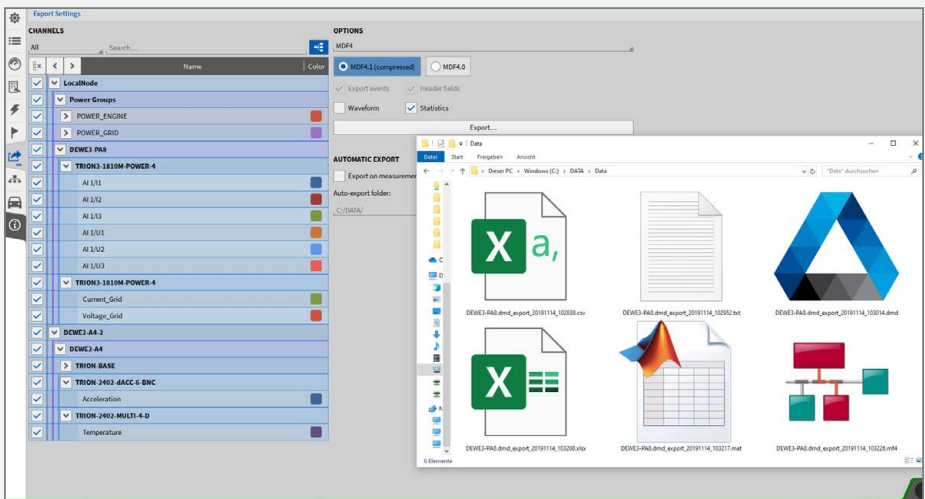 Export Settings
CHANNELS
All
Search...
Name
Color
LocalNode
Power Groups
POWER_ENGINE
POWER_GRID
DEWE3-PA8
TRION3-1810M-POWER-4
AI 1/I1
AI 1/I2
AI 1/I3
AI 1/U1
AI 1/U2
AI 1/U3
TRION3-1810M-POWER-4
Current_Grid
Voltage_Grid
DEWE2-A4-2
DEWE2-A4
TRION-BASE
TRION-2402-dACC-6-BNC
Acceleration
TRION-2402-MULTI-4-D
Temperature
OPTIONS
MDF4
MDF4.1 (compressed)
MDF4.0
Export events
Header fields
Waveform
Statistics
Export...
AUTOMATIC EXPORT
Export on measuremen
Auto-export folder:
C:/DATA/
Data
Datei Start Freigeben Ansicht
Dieser PC › Windows (C:) › DATA › Data
"Data" durchsuchen
X a,
DEWE3-PA8.dmd_export_20191114_102838.csv
DEWE3-PA8.dmd_export_20191114_102952.txt
DEWE3-PA8.dmd_export_20191114_103014.dmd
X
DEWE3-PA8.dmd_export_20191114_103208.xlsx
DEWE3-PA8.dmd_export_20191114_103217.mat
DEWE3-PA8.dmd_export_20191114_103226.mf4
6 Elemente